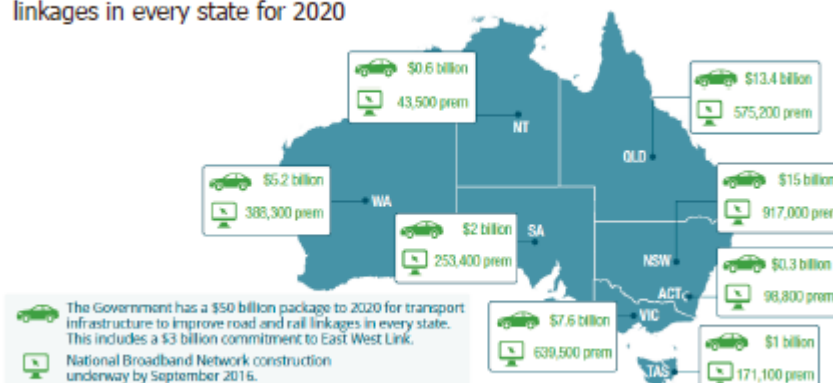 linkages in every state for 2020
$0.6 billion
43,500 prem
NT
$13.4 billion
575,200 prem
QLD
$5.2 billion
388,300 prem
WA
$2 billion
253,400 prem
SA
$15 billion
917,000 prem
NSW
$0.3 billion
98,800 prem
ACT
$7.6 billion
639,500 prem
VIC
$1 billion
171,100 prem
TAS
The Government has a $50 billion package to 2020 for transport
infrastructure to improve road and rail linkages in every state.
This includes a $3 billion commitment to East West Link.
National Broadband Network construction
underway by September 2016.